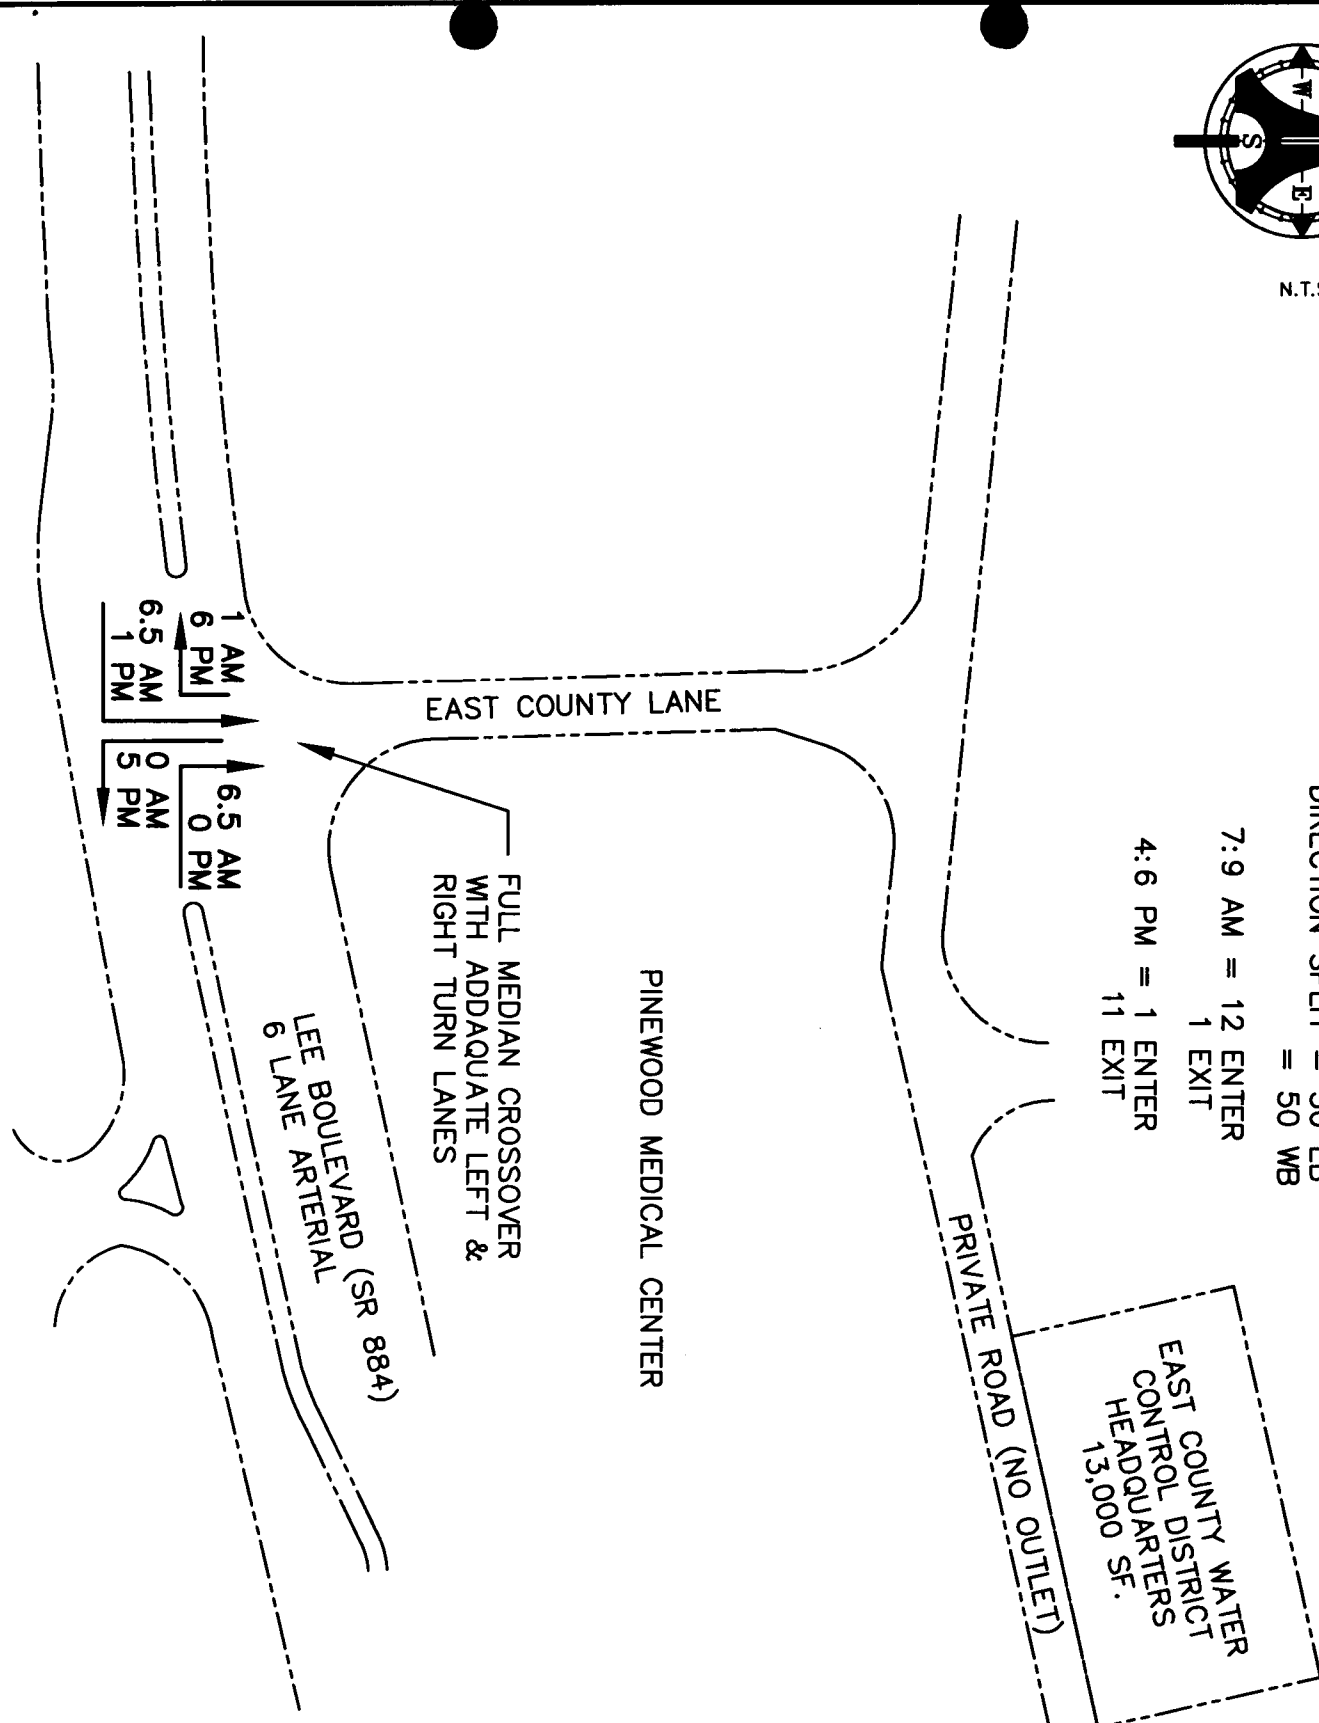 W
S
E
7:9 AM = 12 ENTER
1 EXIT
4:6 PM = 1 ENTER
11 EXIT
= 50 WB
EAST COUNTY WATER
CONTROL DISTRICT
HEADQUARTERS
13,000 SF.
PRIVATE ROAD (NO OUTLET)
EAST COUNTY LANE
PINEWOOD MEDICAL CENTER
FULL MEDIAN CROSSOVER
WITH ADDAQUATE LEFT &
RIGHT TURN LANES
1 AM
6 PM
6.5 AM
1 PM
6.5 AM
0 PM
0 AM
5 PM
LEE BOULEVARD (SR 884)
6 LANE ARTERIAL